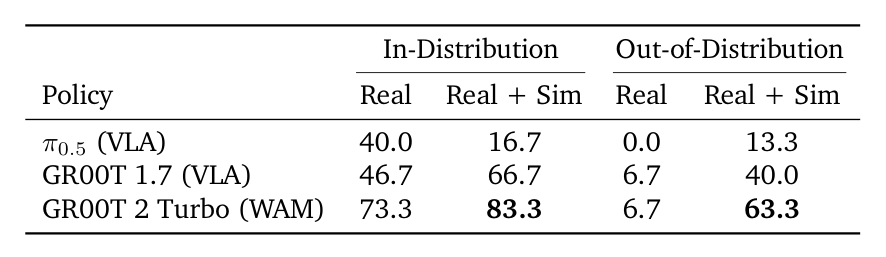 In-Distribution Out-of-Distribution
Policy Real Real + Sim Real Real + Sim
π0.5 (VLA) 40.0 16.7 0.0 13.3
GR00T 1.7 (VLA) 46.7 66.7 6.7 40.0
GR00T 2 Turbo (WAM) 73.3 83.3 6.7 63.3